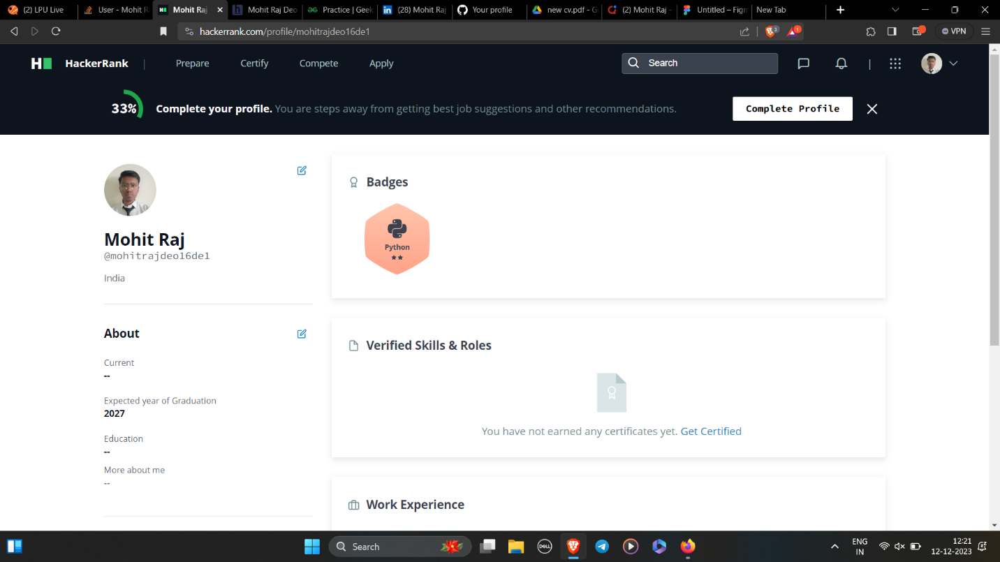 (2) LPU Live
User - Mohit R
Mohit Raj
Mohit Raj Deo
Practice | Geek
(28) Mohit Raj
Your profile
new cv.pdf - G
(2) Mohit Raj -
Untitled – Figm
New Tab
hackerrank.com/profile/mohitrajdeo16de1
3
1
VPN
H
HackerRank
Prepare
Certify
Compete
Apply
Search
33%
Complete your profile. You are steps away from getting best job suggestions and other recommendations.
Complete Profile
Mohit Raj
@mohitrajdeo16de1
India
About
Current
--
Expected year of Graduation
2027
Education
--
More about me
--
Badges
Python
Verified Skills & Roles
You have not earned any certificates yet. Get Certified
Work Experience
Search
DELL
ENG
IN
12:21
12-12-2023